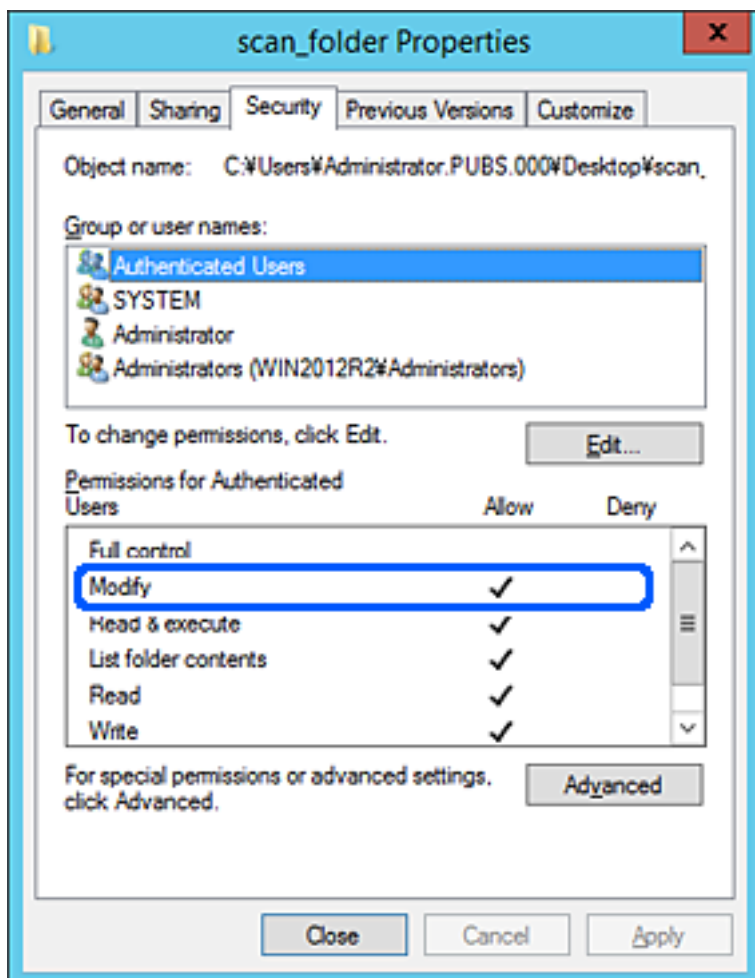 scan_folder Properties
x
General Sharing Security Previous Versions Customize
Object name: C:¥Users¥Administrator.PUBS.000¥Desktop¥scan_
Group or user names:
Authenticated Users
SYSTEM
Administrator
Administrators (WIN2012R2¥Administrators)
To change permissions, click Edit.
Edit...
Permissions for Authenticated
Users Allow Deny
Full control
Modify
Read & execute
List folder contents
Read
Write
For special permissions or advanced settings,
click Advanced.
Advanced
Close Cancel Apply